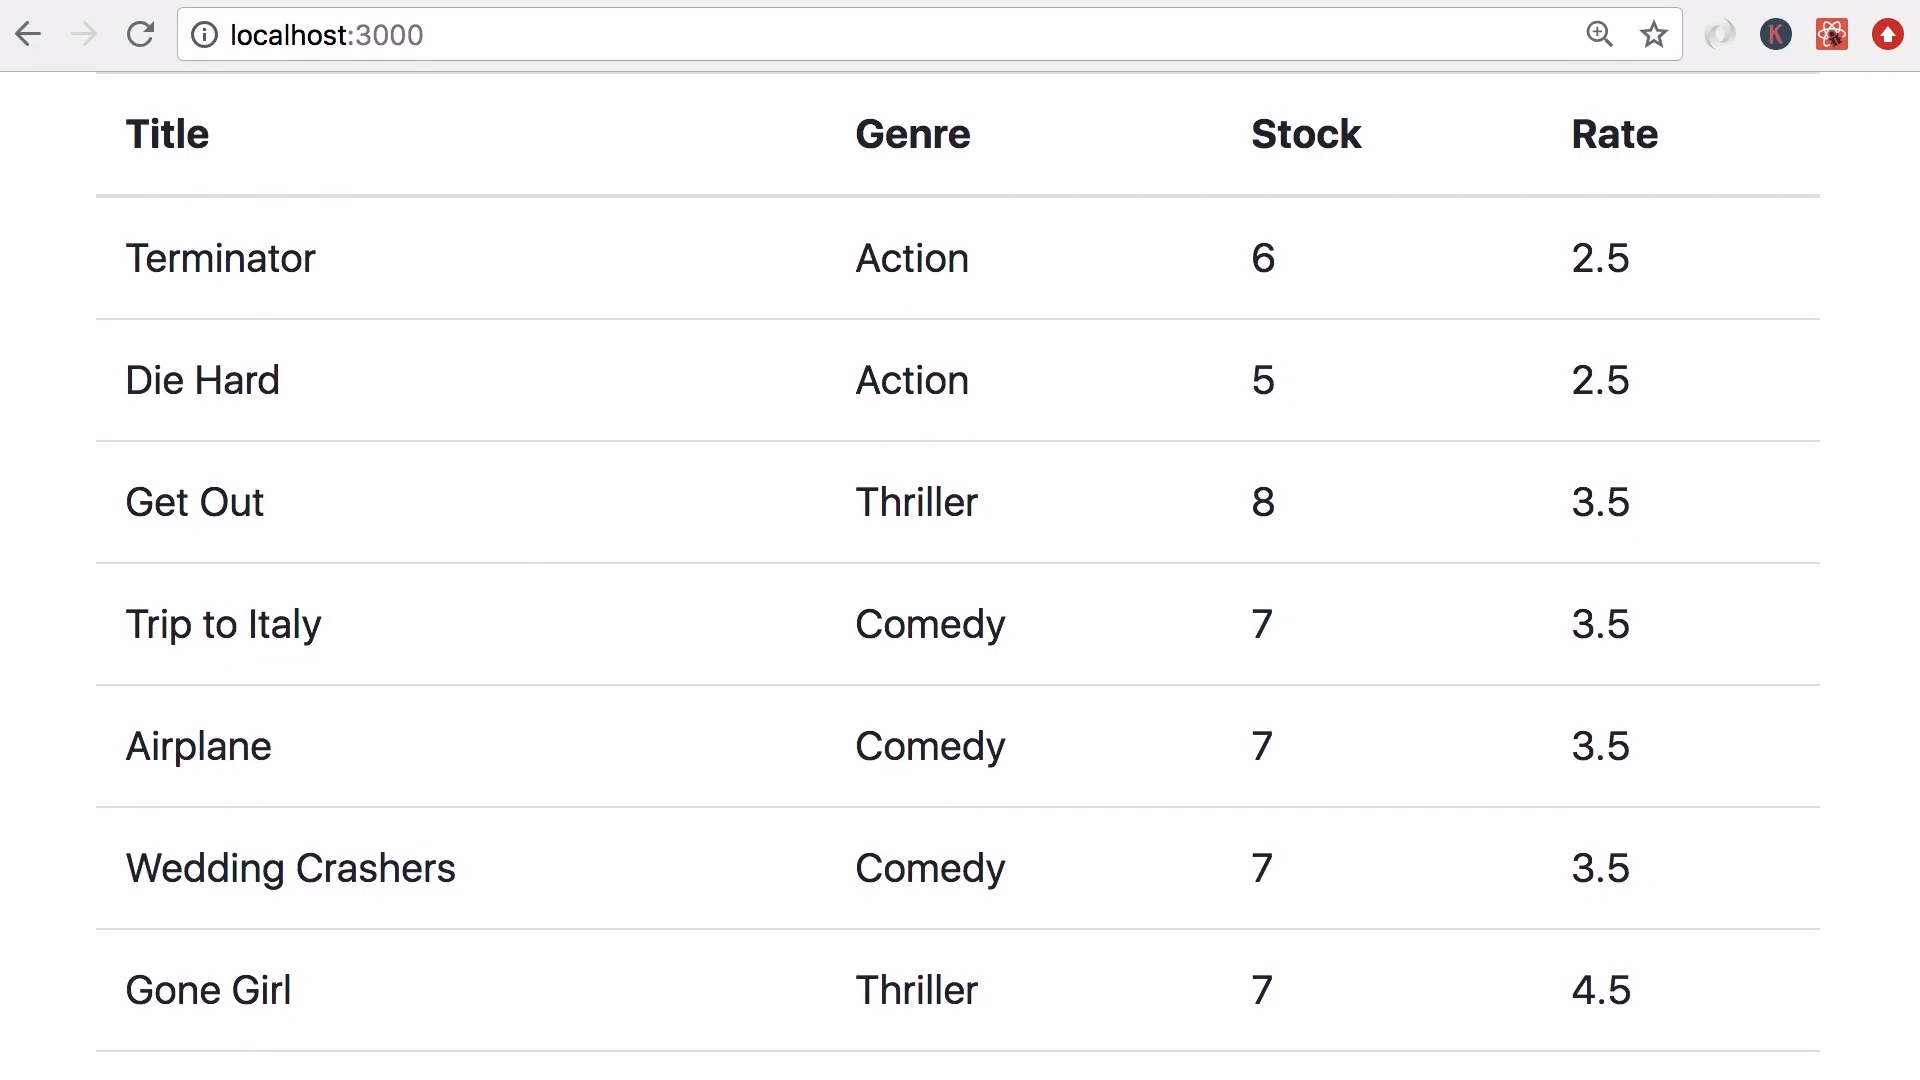 localhost:3000
K
Title Genre Stock Rate
Terminator Action 6 2.5
Die Hard Action 5 2.5
Get Out Thriller 8 3.5
Trip to Italy Comedy 7 3.5
Airplane Comedy 7 3.5
Wedding Crashers Comedy 7 3.5
Gone Girl Thriller 7 4.5